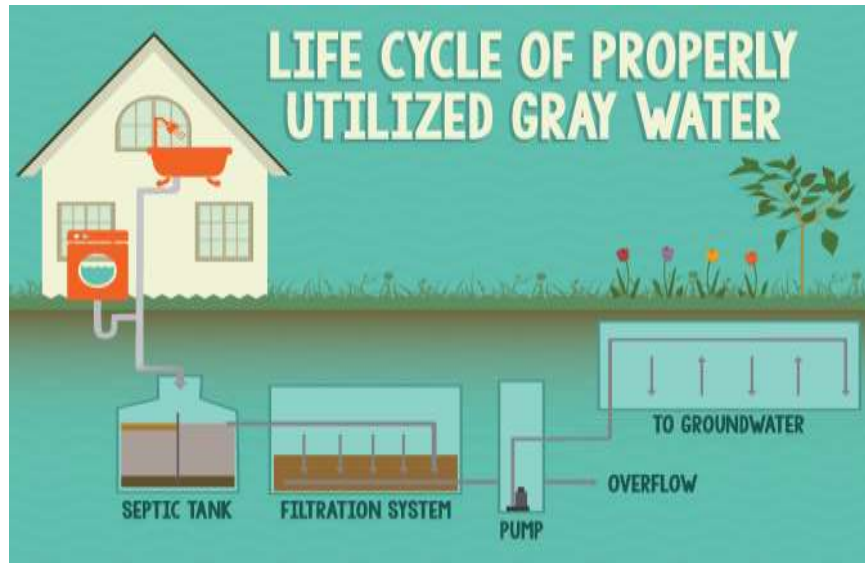 LIFE CYCLE OF PROPERLY
UTILIZED GRAY WATER
TO GROUNDWATER
OVERFLOW
SEPTIC TANK
FILTRATION SYSTEM
PUMP